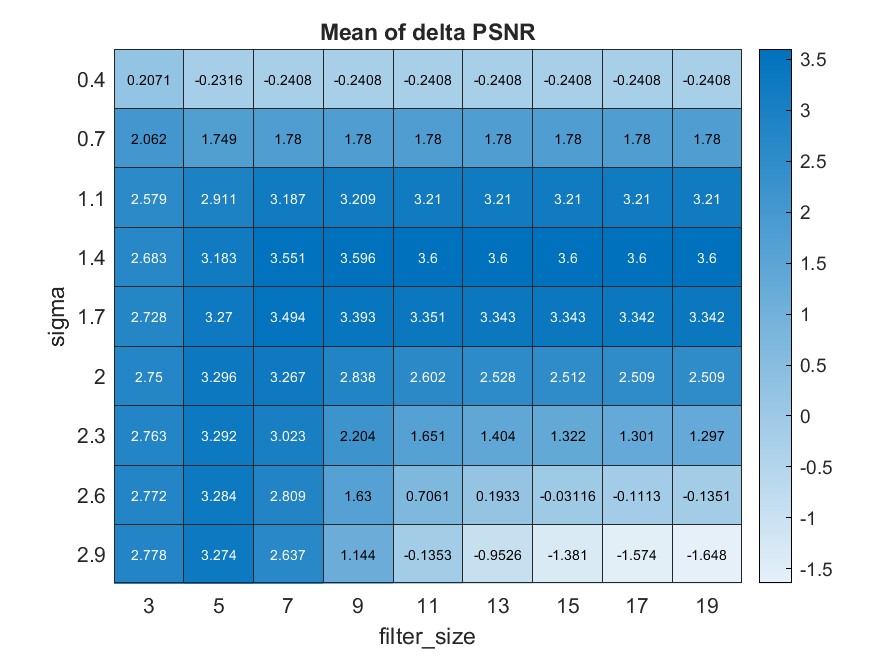 Mean of delta PSNR
sigma
0.4 0.2071 -0.2316 -0.2408 -0.2408 -0.2408 -0.2408 -0.2408 -0.2408 -0.2408
0.7 2.062 1.749 1.78 1.78 1.78 1.78 1.78 1.78 1.78
1.1 2.579 2.911 3.187 3.209 3.21 3.21 3.21 3.21 3.21
1.4 2.683 3.183 3.551 3.596 3.6 3.6 3.6 3.6 3.6
1.7 2.728 3.27 3.494 3.393 3.351 3.343 3.343 3.342 3.342
2 2.75 3.296 3.267 2.838 2.602 2.528 2.512 2.509 2.509
2.3 2.763 3.292 3.023 2.204 1.651 1.404 1.322 1.301 1.297
2.6 2.772 3.284 2.809 1.63 0.7061 0.1933 -0.03116 -0.1113 -0.1351
2.9 2.778 3.274 2.637 1.144 -0.1353 -0.9526 -1.381 -1.574 -1.648
3 5 7 9 11 13 15 17 19
filter_size
3.5
3
2.5
2
1.5
1
0.5
0
-0.5
-1
-1.5